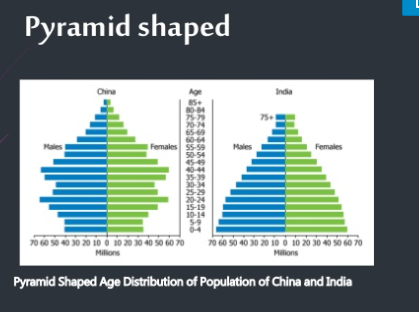 Pyramid shaped
China Age India
85+
80-84
75-79 75+
70-74
65-69
60-64
Males Females 55-59 Males Females
50-54
45-49
40-44
35-39
30-34
25-29
20-24
15-19
10-14
5-9
0-4
70 60 50 40 30 20 10 0 10 20 30 40 50 60 70 70 60 50 40 30 20 10 0 10 20 30 40 50 60 70
Millions Millions
Pyramid Shaped Age Distribution of Population of China and India